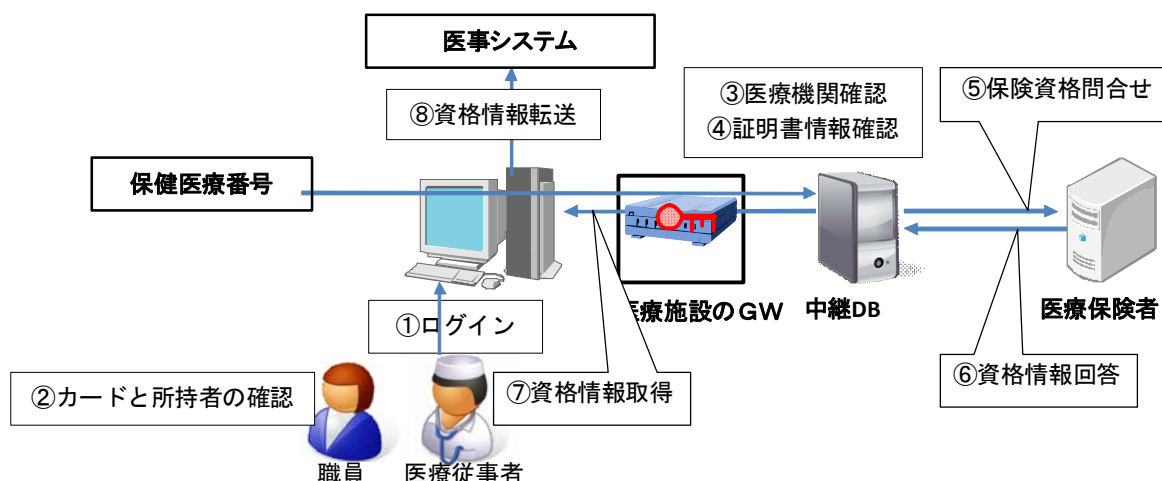 医事システム
⑧資格情報転送
③医療機関確認
④証明書情報確認
⑤保険資格問合せ
保健医療番号
医療施設のGW
中継DB
医療保険者
①ログイン
⑥資格情報回答
⑦資格情報取得
②カードと所持者の確認
職員
医療従事者